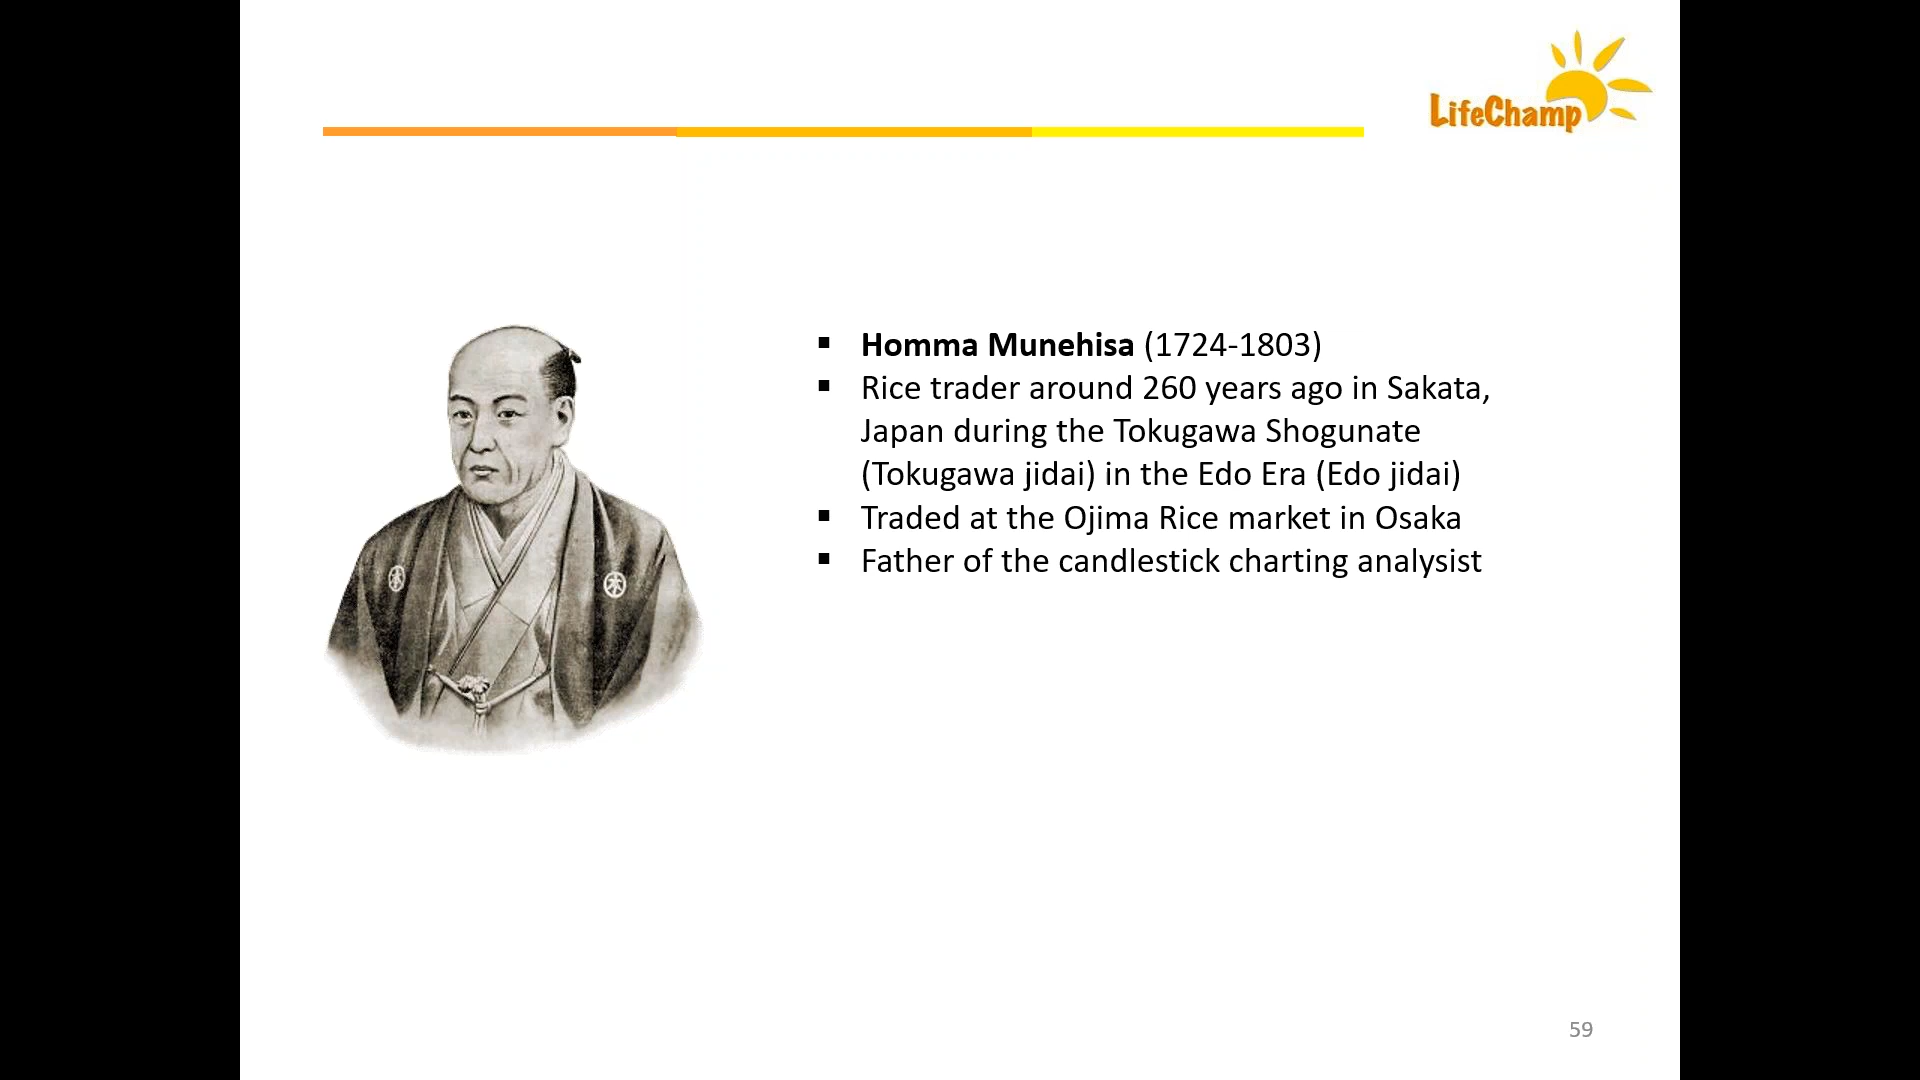 LifeChamp
▪ Homma Munehisa (1724-1803)
▪ Rice trader around 260 years ago in Sakata,
Japan during the Tokugawa Shogunate
(Tokugawa jidai) in the Edo Era (Edo jidai)
▪ Traded at the Ojima Rice market in Osaka
▪ Father of the candlestick charting analysist
本
本
59